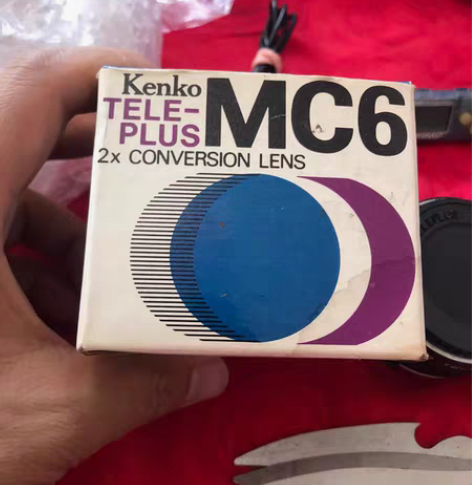 Kenko
TELE-
PLUS
MC6
2x CONVERSION LENS